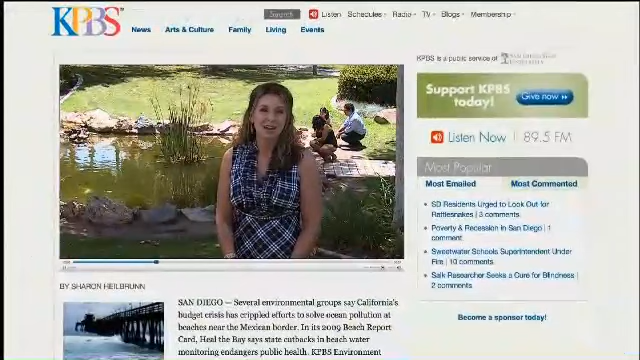 KPBS
Search Listen Schedules Radio TV Blogs Membership
News Arts & Culture Family Living Events
KPBS is a public service of
Support KPBS today!
Give now
Listen Now | 89.5 FM
Most Popular
Most Emailed Most Commented
SD Residents Urged to Look Out for Rattlesnakes | 3 comments
Poverty & Recession in San Diego | 1 comment
Sweetwater Schools Superintendent Under Fire | 10 comments
Salk Researcher Seeks a Cure for Blindness | 2 comments
Become a sponsor today!
BY SHARON HEILBRUNN
SAN DIEGO — Several environmental groups say California's
budget crisis has crippled efforts to solve ocean pollution at
beaches near the Mexican border. In its 2009 Beach Report
Card, Heal the Bay says state cutbacks in beach water
monitoring endangers public health. KPBS Environment